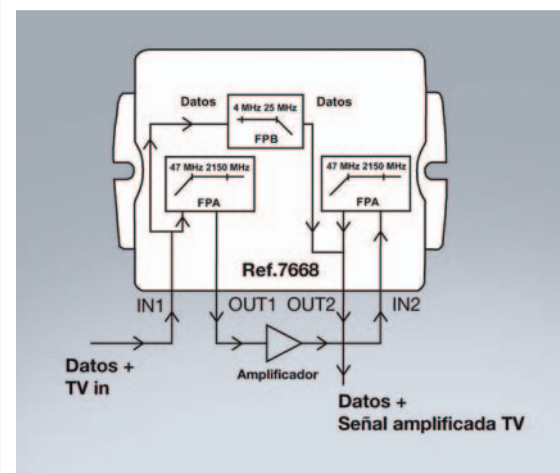 Datos
4 MHz 25 MHz
Datos
FPB
47 MHz 2150 MHz
FPA
47 MHz 2150 MHz
FPA
Ref.7668
IN1
OUT1
OUT2
IN2
Datos +
TV in
Amplificador
Datos +
Señal amplificada TV